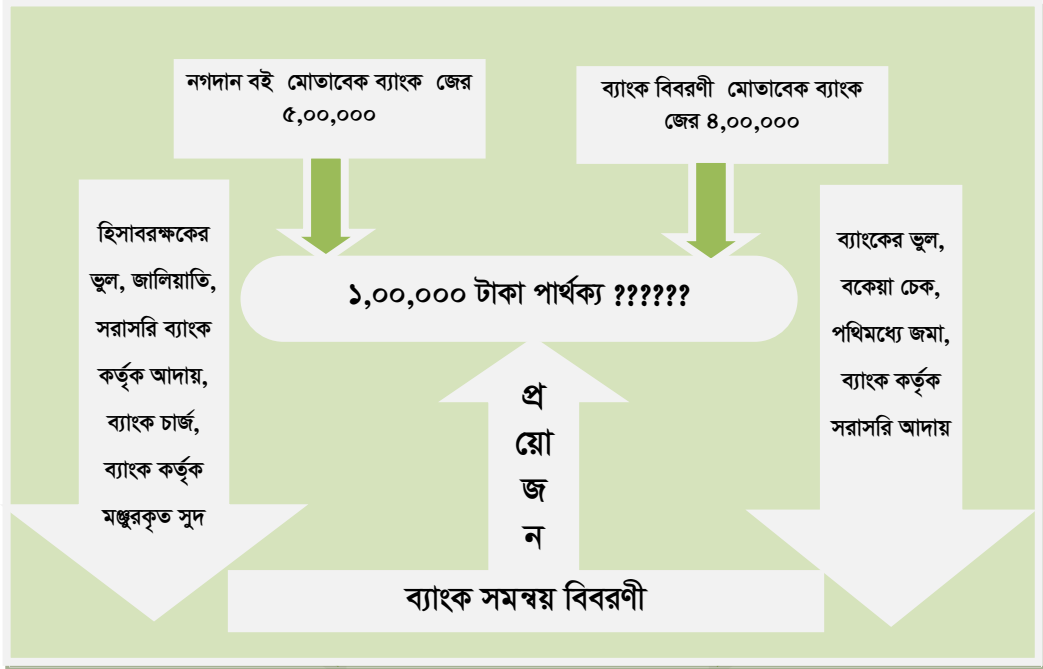 নগদান বই মোতাবেক ব্যাংক জের
৫,০০,০০০
ব্যাংক বিবরণী মোতাবেক ব্যাংক
জের ৪,০০,০০০
হিসাবরক্ষকের
ভুল, জালিয়াতি,
সরাসরি ব্যাংক
কর্তৃক আদায়,
ব্যাংক চার্জ,
ব্যাংক কর্তৃক
মঞ্জুরকৃত সুদ
১,০০,০০০ টাকা পার্থক্য ??????
ব্যাংকের ভুল,
বকেয়া চেক,
পথিমধ্যে জমা,
ব্যাংক কর্তৃক
সরাসরি আদায়
প্র
য়ো
জ
ন
ব্যাংক সমন্বয় বিবরণী